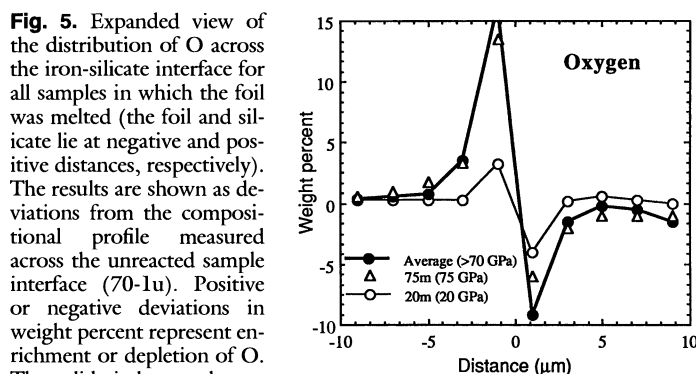 Fig. 5. Expanded view of
the distribution of O across
the iron-silicate interface for
all samples in which the foil
was melted (the foil and sil-
icate lie at negative and pos-
itive distances, respectively).
The results are shown as de-
viations from the composi-
tional profile measured
across the unreacted sample
interface (70-1u). Positive
or negative deviations in
weight percent represent en-
richment or depletion of O.
15
10
5
0
-5
-10
Weight percent
Oxygen
Average (>70 GPa)
75m (75 GPa)
20m (20 GPa)
-10
-5
0
5
10
Distance (μm)